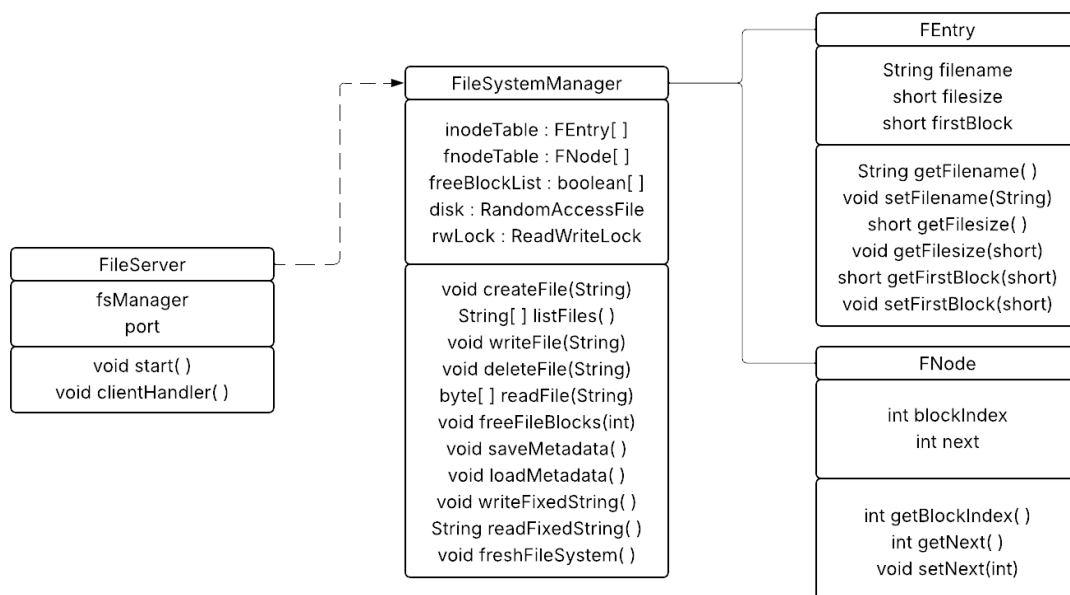 FileServer
fsManager
port
void start( )
void clientHandler( )
FileSystemManager
inodeTable : FEntry[ ]
fnodeTable : FNode[ ]
freeBlockList : boolean[ ]
disk : RandomAccessFile
rwLock : ReadWriteLock
void createFile(String)
String[ ] listFiles( )
void writeFile(String)
void deleteFile(String)
byte[ ] readFile(String)
void freeFileBlocks(int)
void saveMetadata( )
void loadMetadata( )
void writeFixedString( )
String readFixedString( )
void freshFileSystem( )
FEntry
String filename
short filesize
short firstBlock
String getFilename( )
void setFilename(String)
short getFilesize( )
void getFilesize(short)
short getFirstBlock(short)
void setFirstBlock(short)
FNode
int blockIndex
int next
int getBlockIndex( )
int getNext( )
void setNext(int)